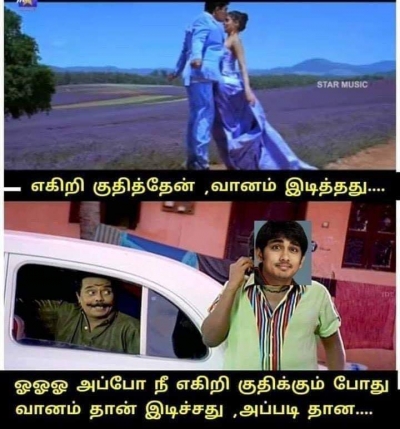 STAR MUSIC
எகிறி குதித்தேன் ,வானம் இடித்தது....
ஓஓஓ அப்போ நீ எகிறி குதிக்கும் போது
வானம் தான் இடிச்சது ,அப்படி தான....